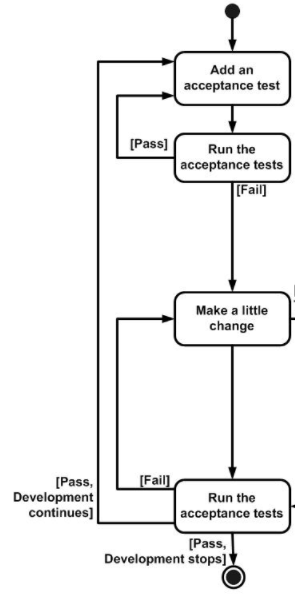 Add an
acceptance test
[Pass]
Run the
acceptance tests
[Fail]
Make a little
change
[Fail]
[Pass,
Development
continues]
Run the
acceptance tests
[Pass,
Development stops]